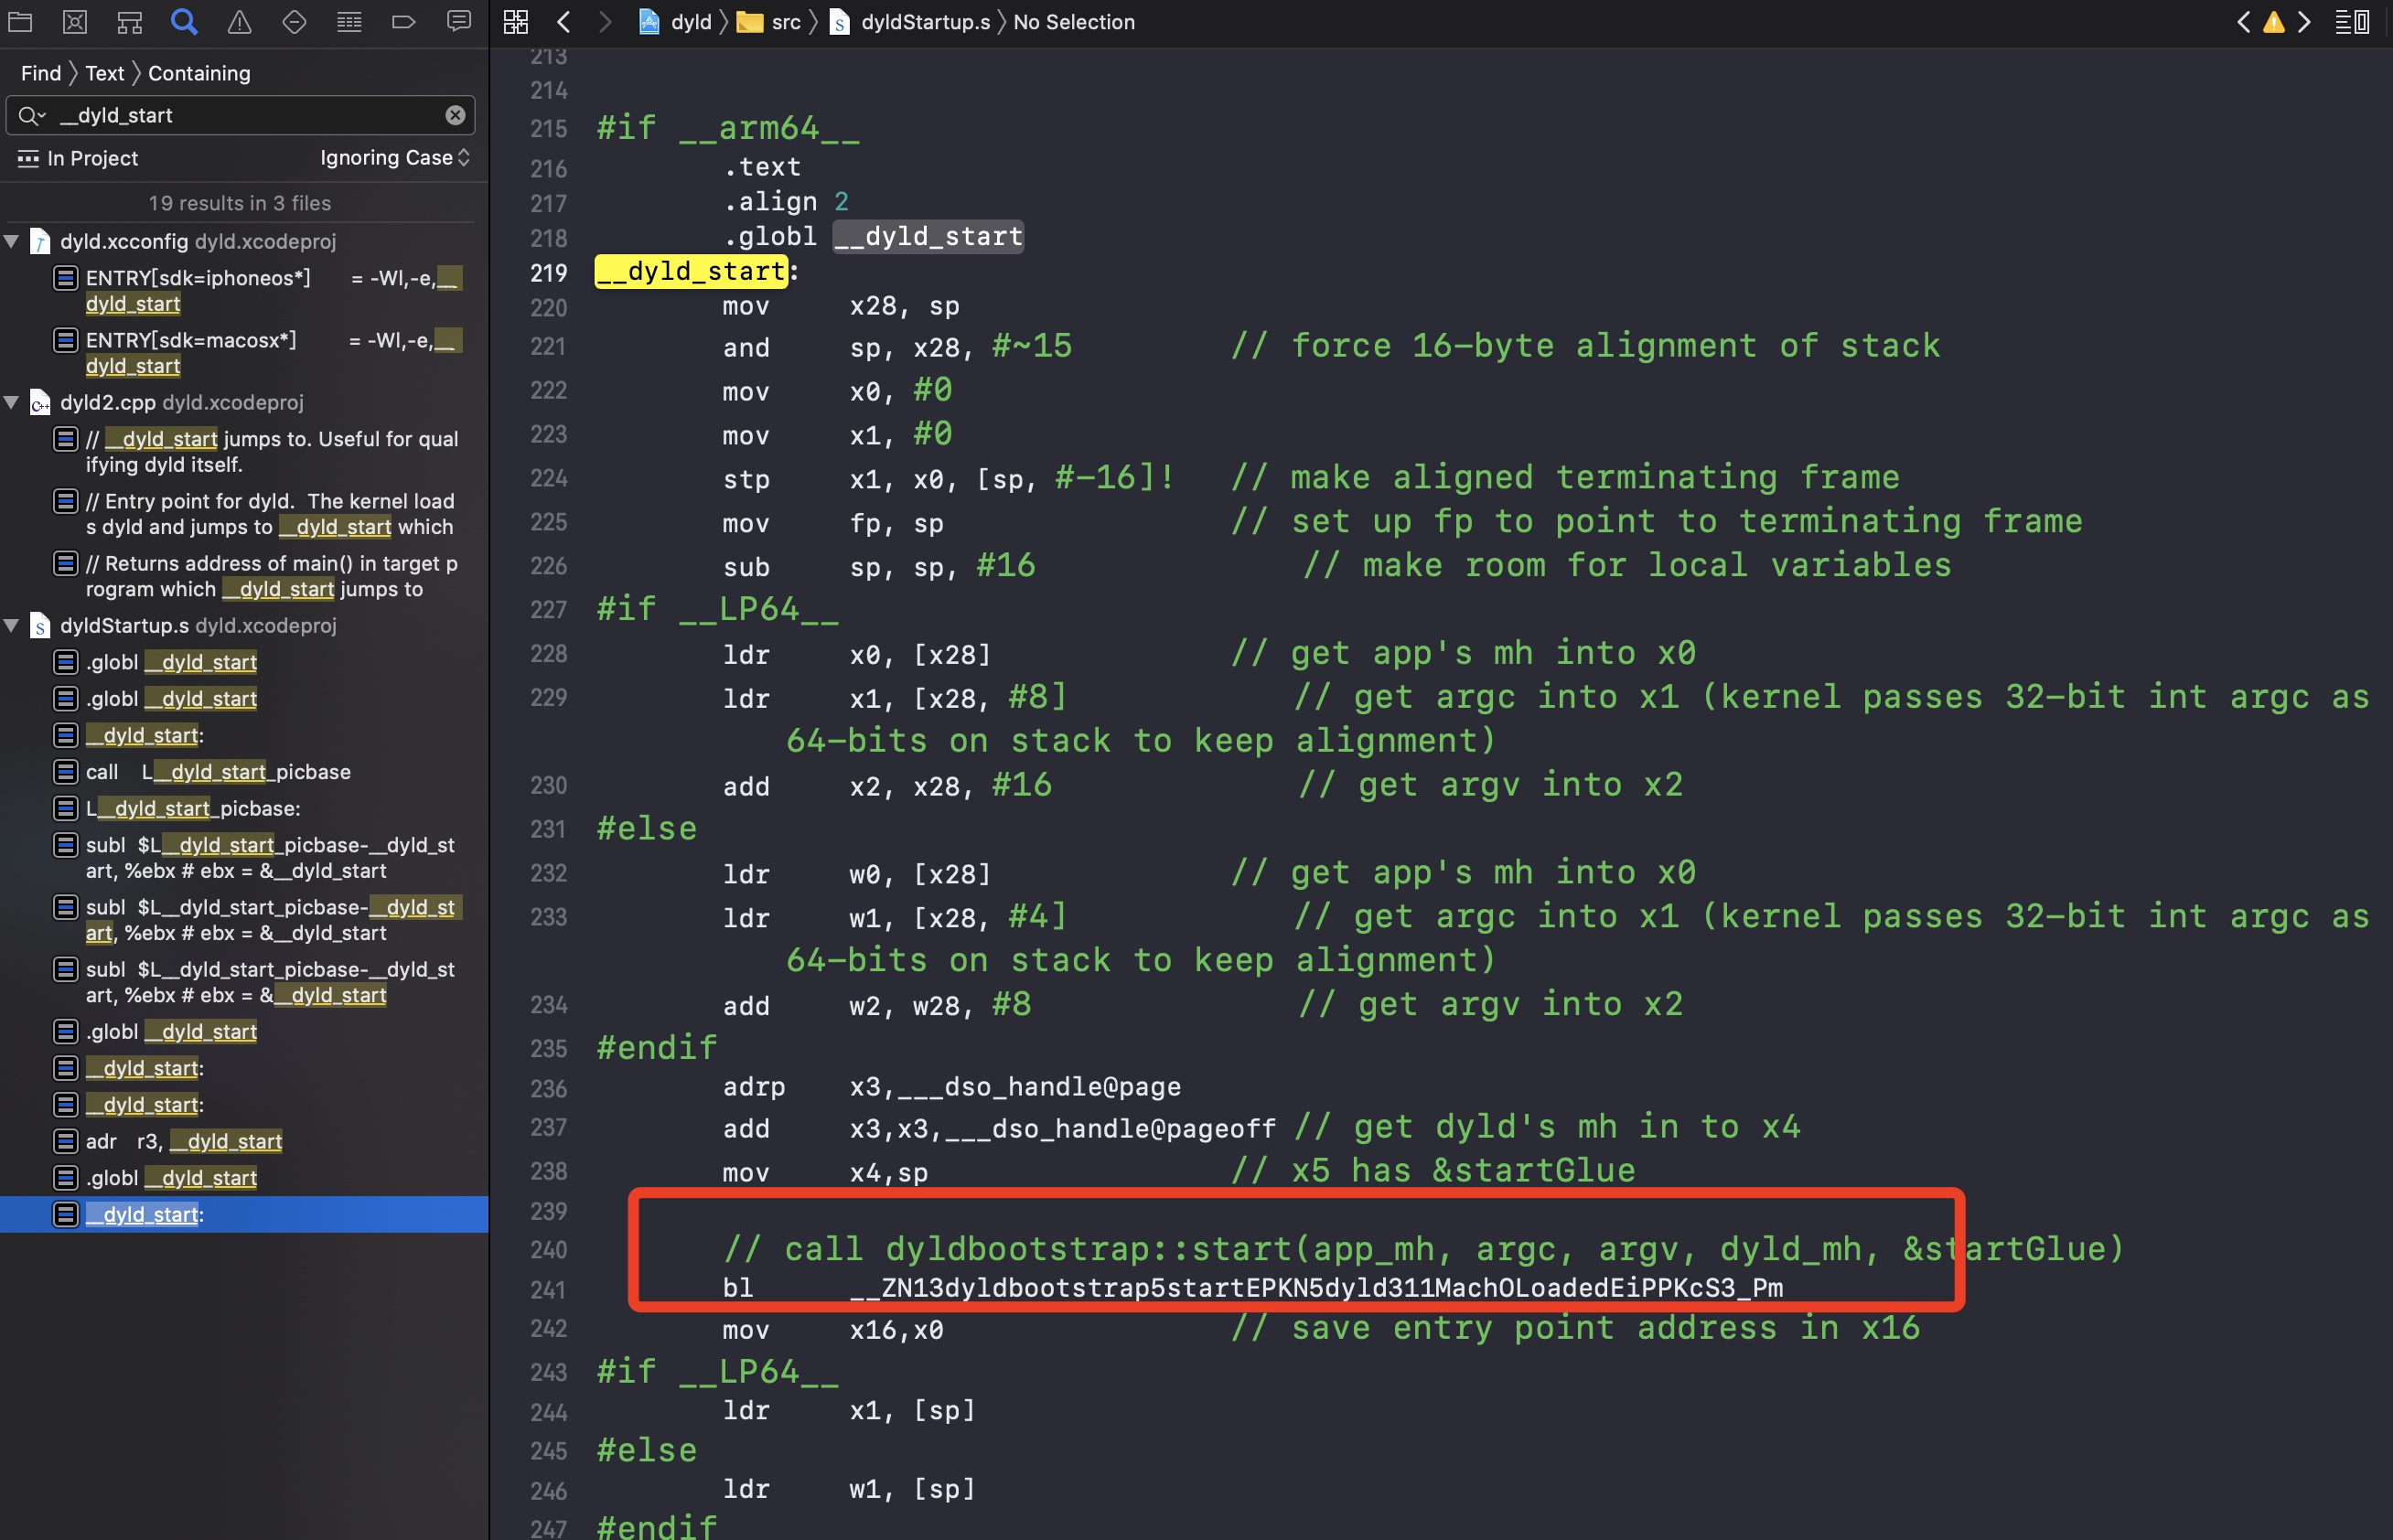 dyld 〉 src 〉 dyldStartup.s 〉 No Selection
Find 〉 Text 〉 Containing
__dyld_start
In Project Ignoring Case
19 results in 3 files
dyld.xcconfig dyld.xcodeproj
ENTRY[sdk=iphoneos*] = -Wl,-e,__
dyld_start
ENTRY[sdk=macosx*] = -Wl,-e,__
dyld_start
dyld2.cpp dyld.xcodeproj
// __dyld_start jumps to. Useful for qual
ifying dyld itself.
// Entry point for dyld.  The kernel load
s dyld and jumps to __dyld_start which
// Returns address of main() in target p
rogram which __dyld_start jumps to
dyldStartup.s dyld.xcodeproj
.globl __dyld_start
.globl __dyld_start
__dyld_start:
call L__dyld_start_picbase
L__dyld_start_picbase:
subl $L__dyld_start_picbase-__dyld_st
art, %ebx # ebx = &__dyld_start
subl $L__dyld_start_picbase-__dyld_st
art, %ebx # ebx = &__dyld_start
subl $L__dyld_start_picbase-__dyld_st
art, %ebx # ebx = &__dyld_start
.globl __dyld_start
__dyld_start:
__dyld_start:
adr r3, __dyld_start
.globl __dyld_start
__dyld_start:
213
214
215 #if __arm64__
216 .text
217 .align 2
218 .globl __dyld_start
219 __dyld_start:
220 mov x28, sp
221 and sp, x28, #~15 // force 16-byte alignment of stack
222 mov x0, #0
223 mov x1, #0
224 stp x1, x0, [sp, #-16]! // make aligned terminating frame
225 mov fp, sp // set up fp to point to terminating frame
226 sub sp, sp, #16 // make room for local variables
227 #if __LP64__
228 ldr x0, [x28] // get app's mh into x0
229 ldr x1, [x28, #8] // get argc into x1 (kernel passes 32-bit int argc as
64-bits on stack to keep alignment)
230 add x2, x28, #16 // get argv into x2
231 #else
232 ldr w0, [x28] // get app's mh into x0
233 ldr w1, [x28, #4] // get argc into x1 (kernel passes 32-bit int argc as
64-bits on stack to keep alignment)
234 add w2, w28, #8 // get argv into x2
235 #endif
236 adrp x3,___dso_handle@page
237 add x3,x3,___dso_handle@pageoff // get dyld's mh in to x4
238 mov x4,sp // x5 has &startGlue
239
240 // call dyldbootstrap::start(app_mh, argc, argv, dyld_mh, &startGlue)
241 bl __ZN13dyldbootstrap5startEPKN5dyld311MachOLoadedEiPPKcS3_Pm
242 mov x16,x0 // save entry point address in x16
243 #if __LP64__
244 ldr x1, [sp]
245 #else
246 ldr w1, [sp]
247 #endif